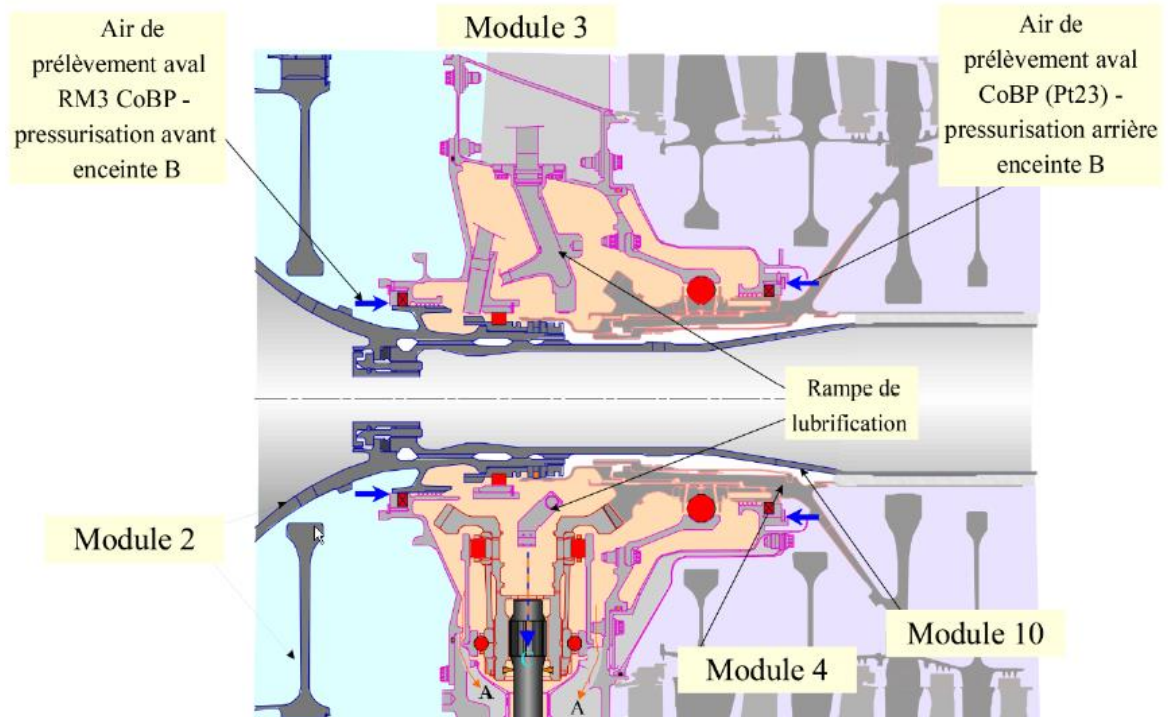 Air de
prélèvement aval
RM3 CoBP -
pressurisation avant
enceinte B
Module 3
Air de
prélèvement aval
CoBP (Pt23) -
pressurisation arrière
enceinte B
Rampe de
lubrification
Module 2
Module 10
Module 4
A
A